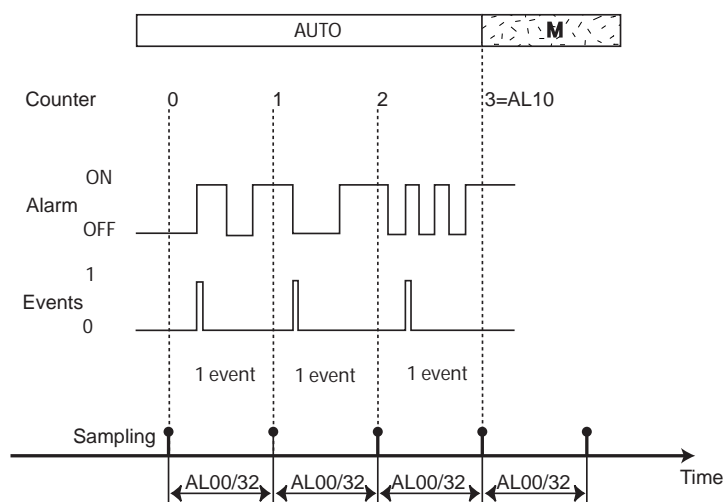 AUTO M
Counter 0 1 2 3=AL10
ON
Alarm
OFF
1
Events
0
1 event 1 event 1 event
Sampling
Time
AL00/32 AL00/32 AL00/32 AL00/32